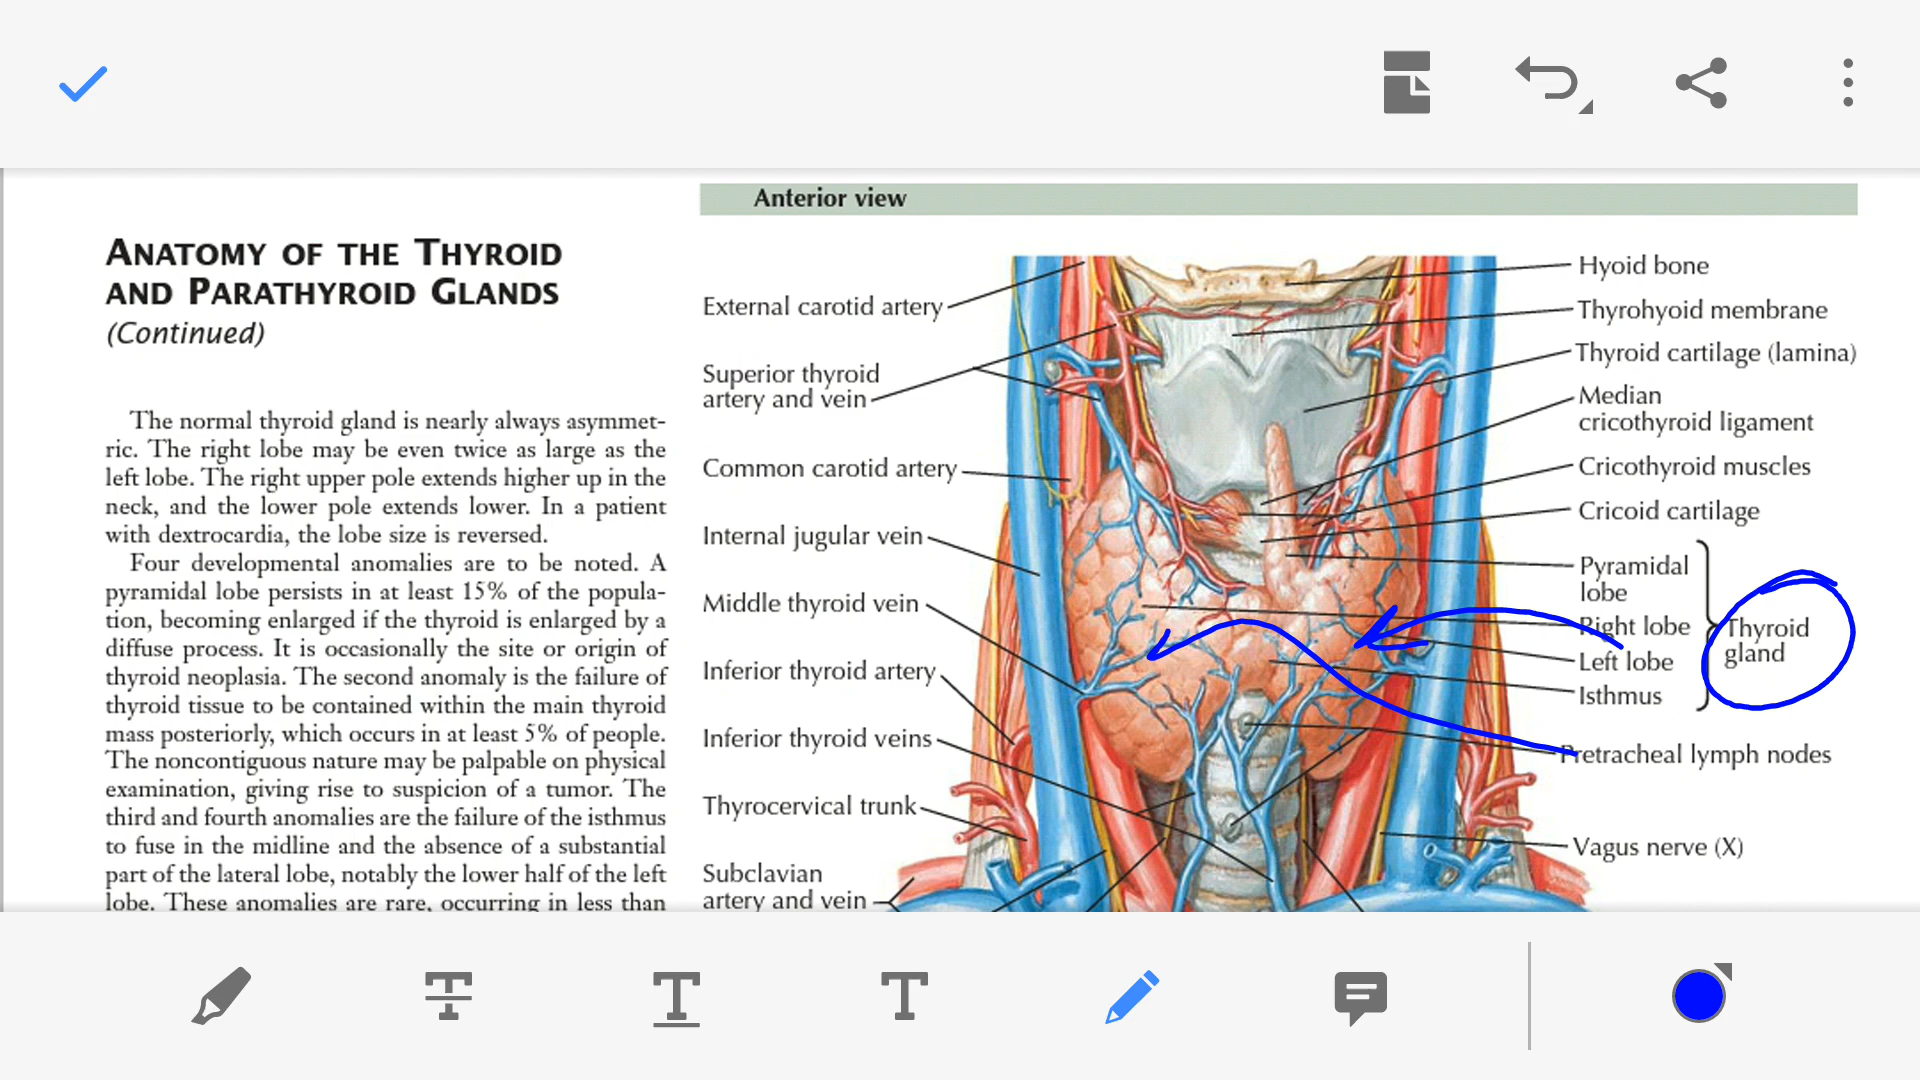 Anterior view
ANATOMY OF THE THYROID
AND PARATHYROID GLANDS
(Continued)
The normal thyroid gland is nearly always asymmet-
ric. The right lobe may be even twice as large as the
left lobe. The right upper pole extends higher up in the
neck, and the lower pole extends lower. In a patient
with dextrocardia, the lobe size is reversed.
Four developmental anomalies are to be noted. A
pyramidal lobe persists in at least 15% of the popula-
tion, becoming enlarged if the thyroid is enlarged by a
diffuse process. It is occasionally the site or origin of
thyroid neoplasia. The second anomaly is the failure of
thyroid tissue to be contained within the main thyroid
mass posteriorly, which occurs in at least 5% of people.
The noncontiguous nature may be palpable on physical
examination, giving rise to suspicion of a tumor. The
third and fourth anomalies are the failure of the isthmus
to fuse in the midline and the absence of a substantial
part of the lateral lobe, notably the lower half of the left
lobe. These anomalies are rare, occurring in less than
External carotid artery
Superior thyroid
artery and vein
Common carotid artery
Internal jugular vein
Middle thyroid vein
Inferior thyroid artery
Inferior thyroid veins
Thyrocervical trunk
Subclavian
artery and vein
Hyoid bone
Thyrohyoid membrane
Thyroid cartilage (lamina)
Median
cricothyroid ligament
Cricothyroid muscles
Cricoid cartilage
Pyramidal
lobe
Right lobe
Left lobe
Isthmus
Thyroid
gland
Pretracheal lymph nodes
Vagus nerve (X)